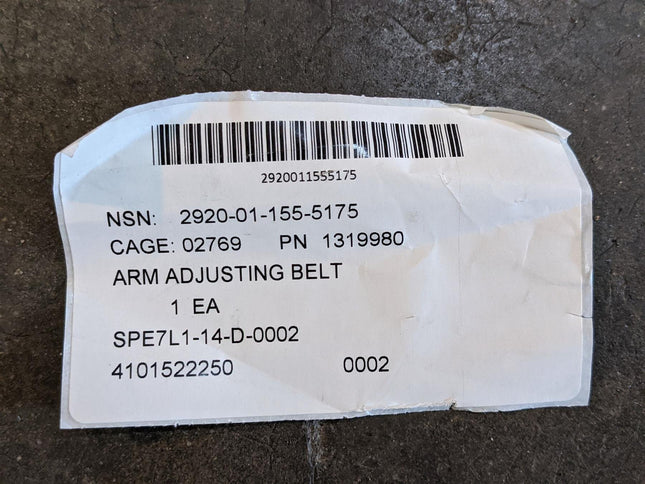 2920011555175
NSN: 2920-01-155-5175
CAGE: 02769 PN 1319980
ARM ADJUSTING BELT
1 EA
SPE7L1-14-D-0002
4101522250 0002